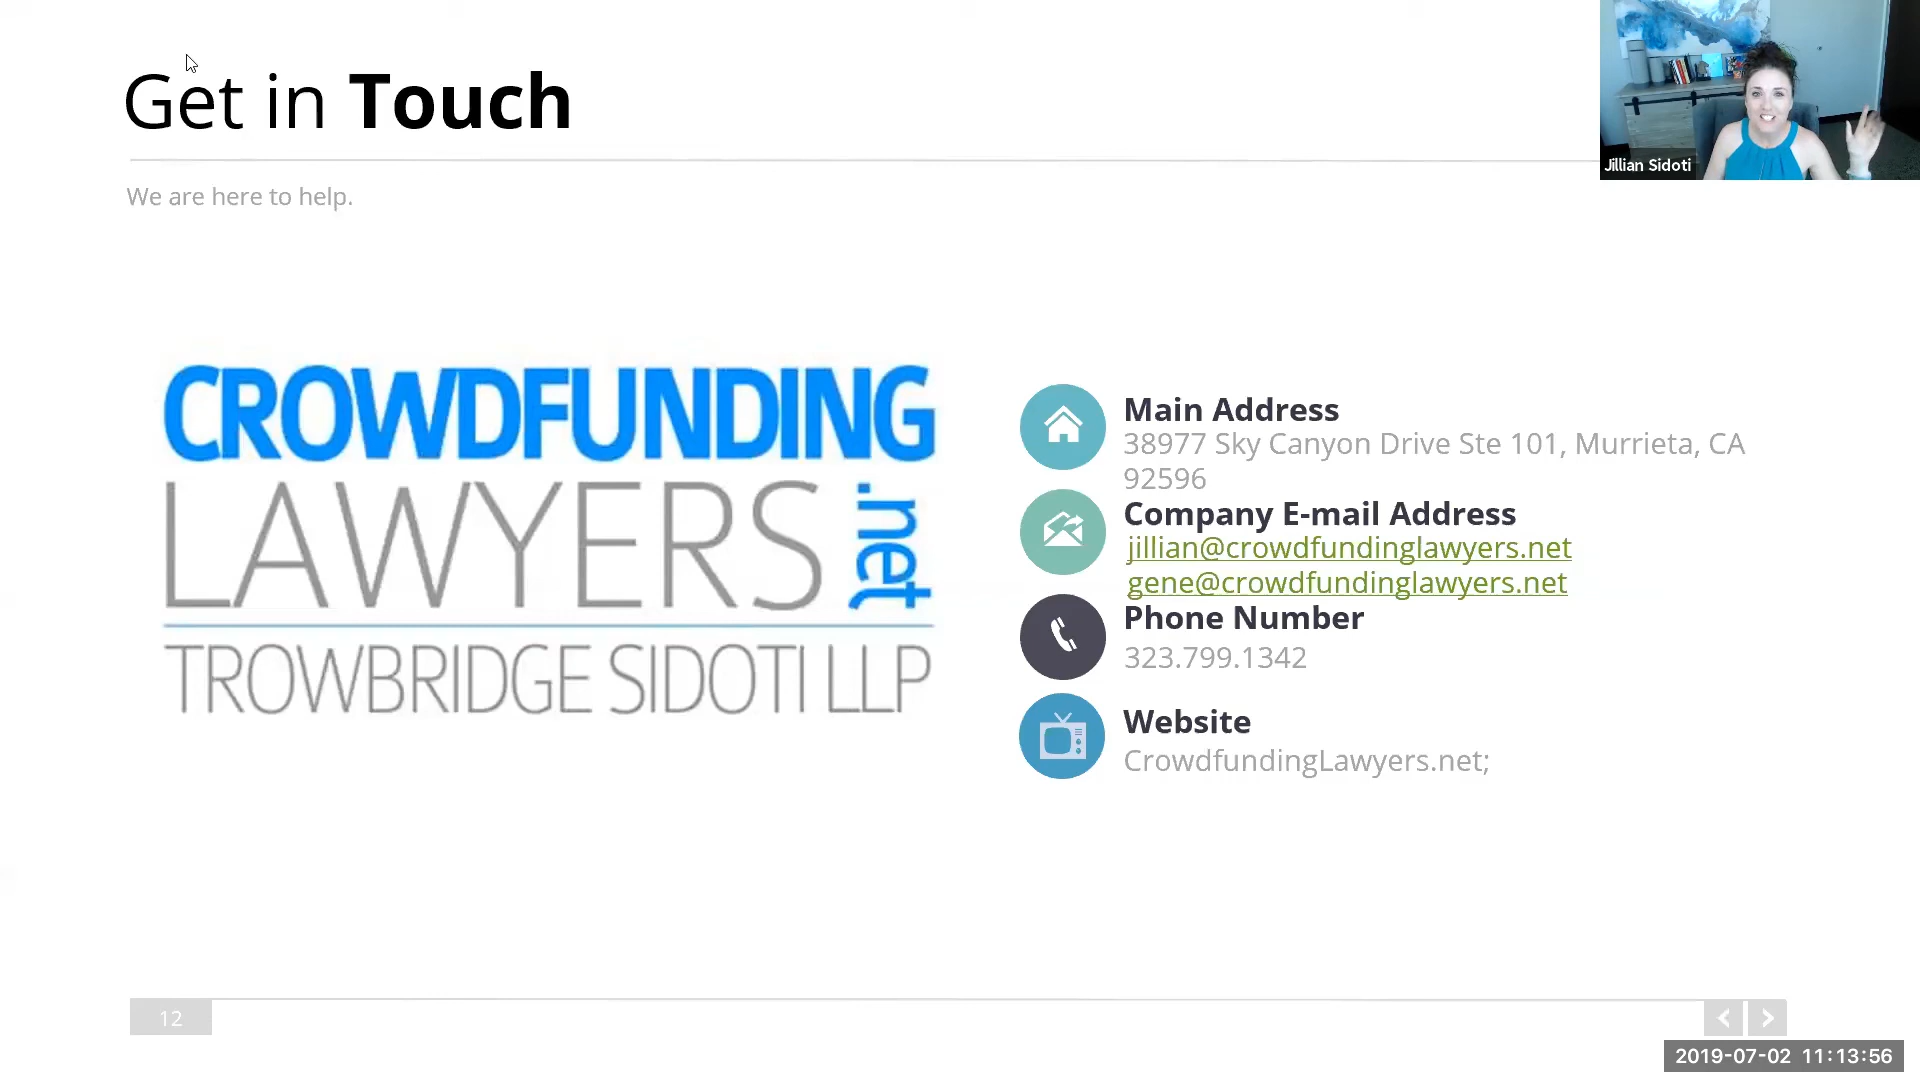 Get in Touch
Jillian Sidoti
We are here to help.
CROWDFUNDING
LAWYERS
.net
TROWBRIDGE SIDOTI LLP
Main Address
38977 Sky Canyon Drive Ste 101, Murrieta, CA
92596
Company E-mail Address
jillian@crowdfundinglawyers.net
gene@crowdfundinglawyers.net
Phone Number
323.799.1342
Website
CrowdfundingLawyers.net;
12
2019-07-02 11:13:56